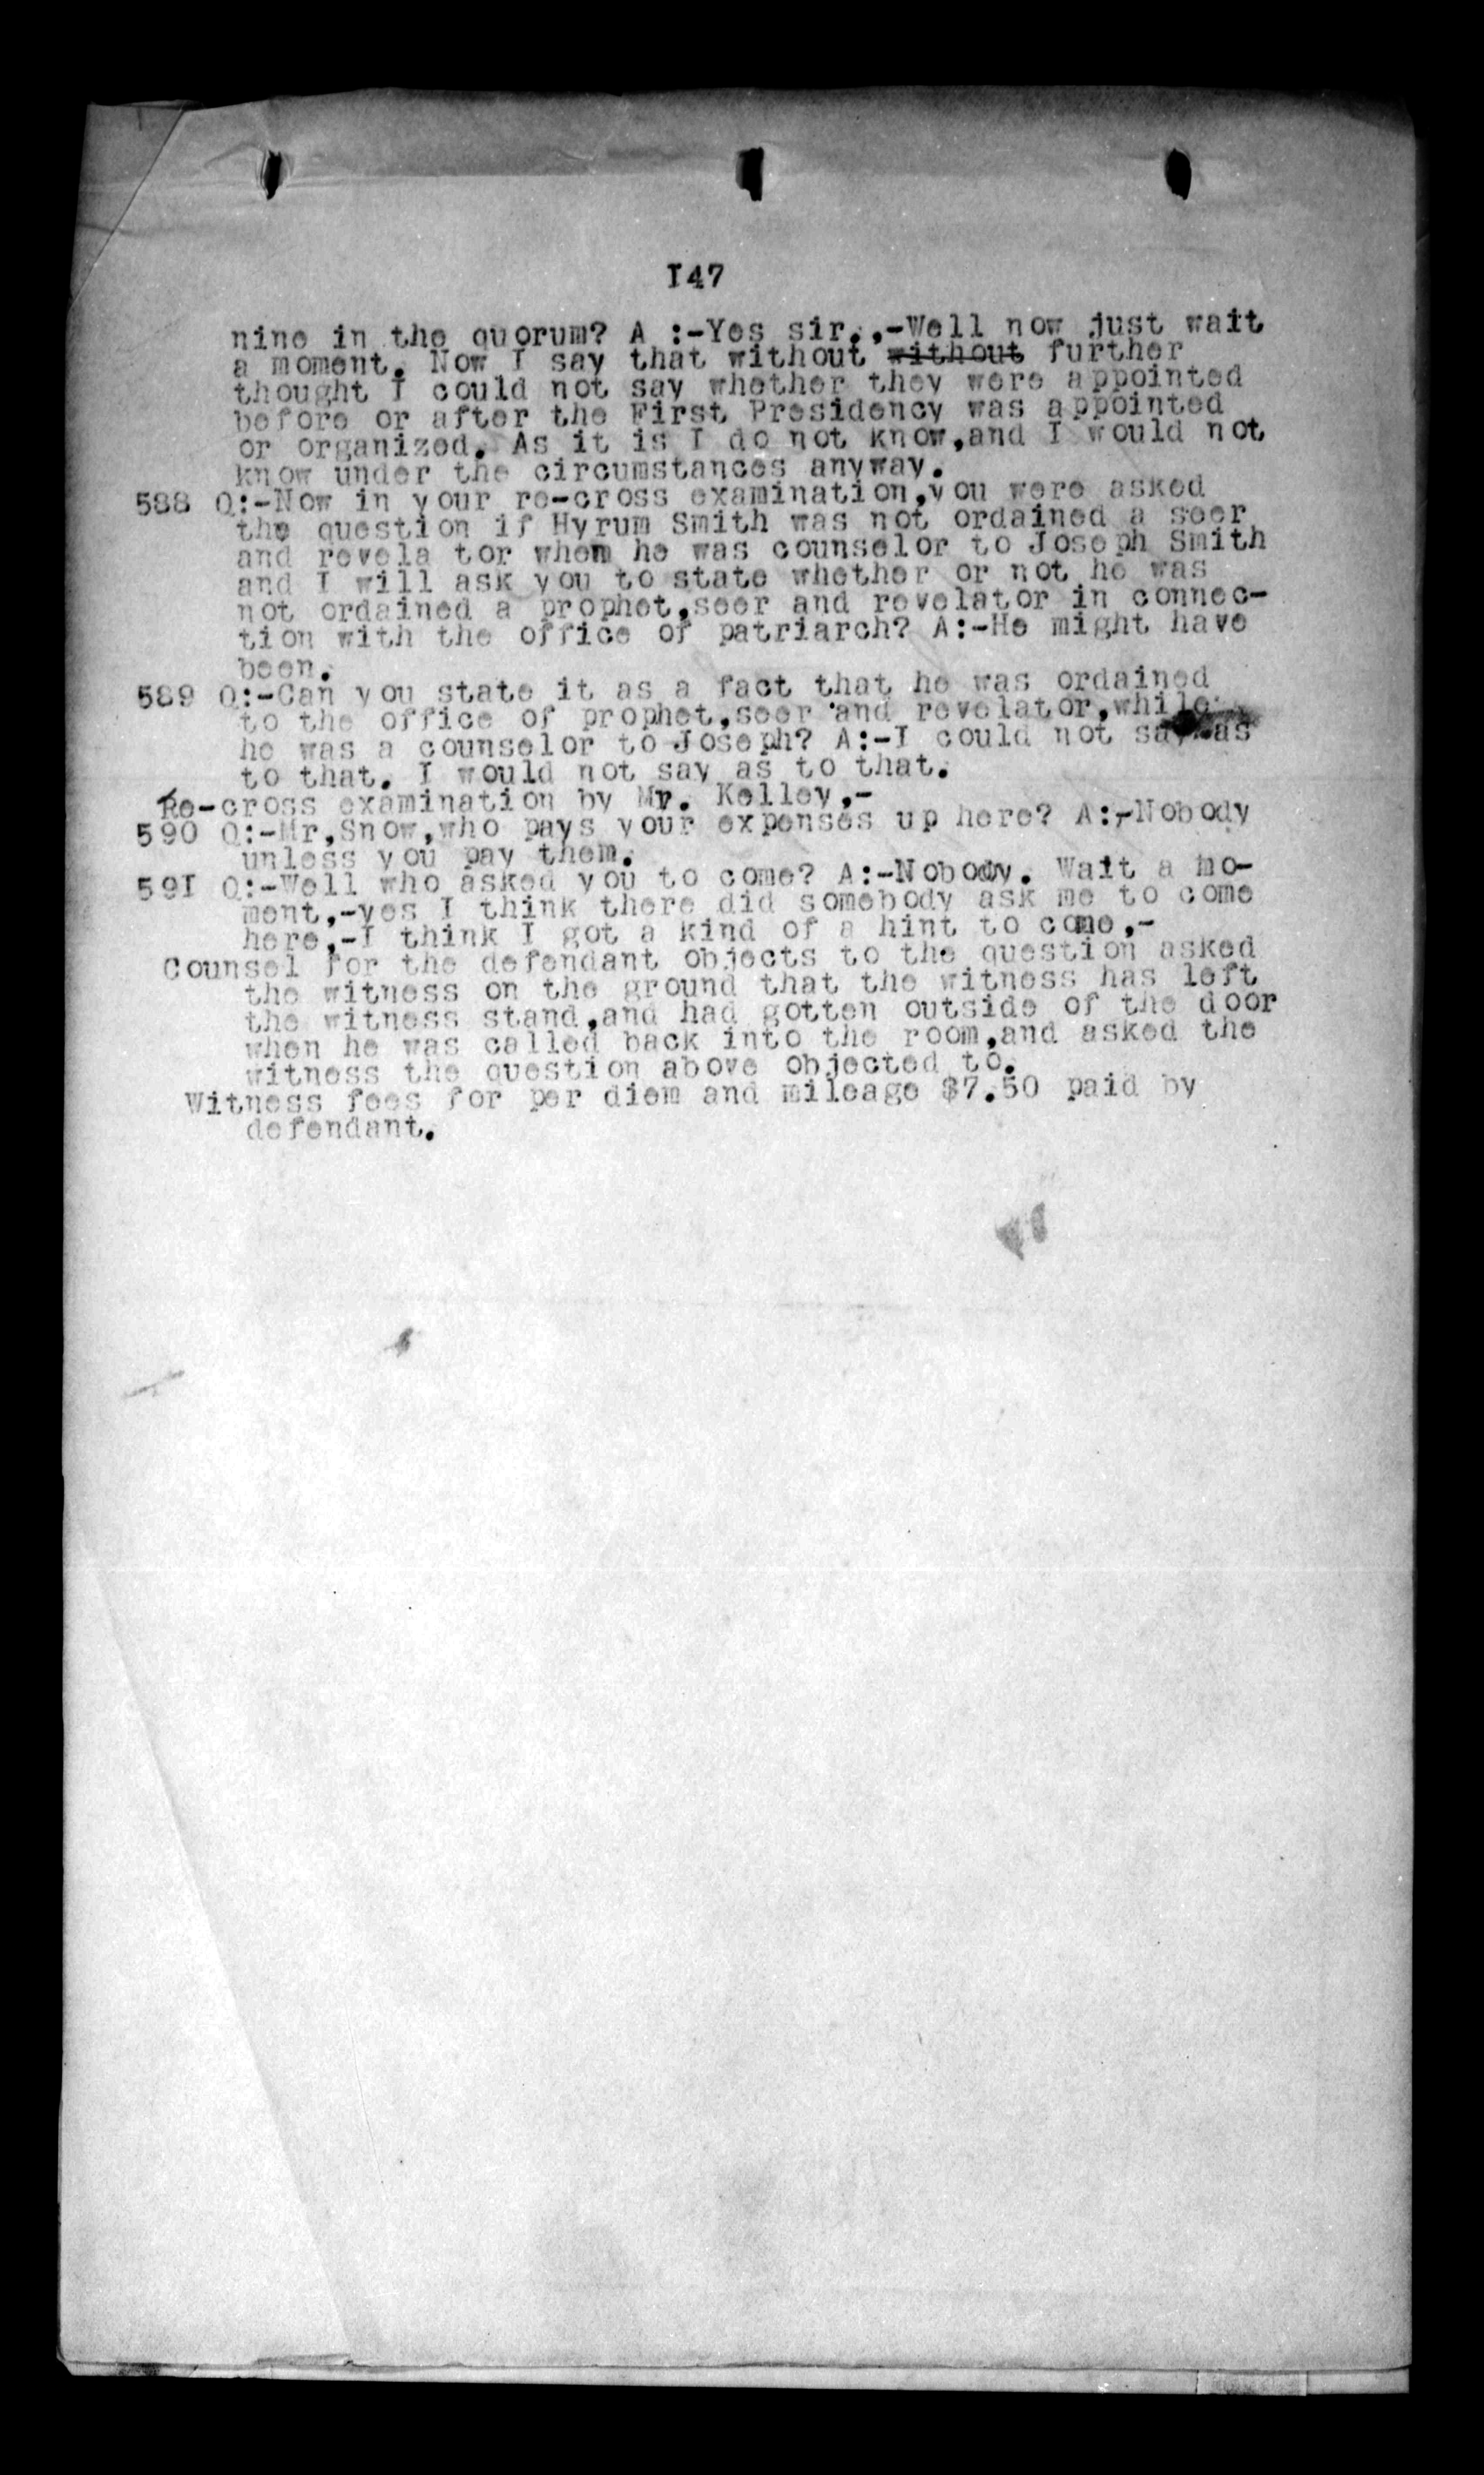 I47
nine in the quorum? A :-Yes sir.,-Well now just wait
a moment. Now I say that without without further
thought I could not say whether they were appointed
before or after the First Presidency was appointed
or organized. As it is I do not know,and I would not
know under the circumstances anyway.
588 Q:-Now in your re-cross examination,you were asked
the question if Hyrum Smith was not ordained a seer
and revela tor when he was counselor to Joseph Smith
and I will ask you to state whether or not he was
not ordained a prophet,seer and revelator in connec-
tion with the office of patriarch? A:-He might have
been.
589 Q:-Can you state it as a fact that he was ordained
to the office of prophet,seer and revelator,while
he was a counselor to Joseph? A:-I could not say as
to that. I would not say as to that.
Re-cross examination by Mr. Kelley,-
590 Q:-Mr,Snow,who pays your expenses up here? A:-Nobody
unless you pay them.
59I Q:-Well who asked you to come? A:-Nobody. Wait a mo-
ment,-yes I think there did somebody ask me to come
here,-I think I got a kind of a hint to come,-
Counsel for the defendant objects to the question asked
the witness on the ground that the witness has left
the witness stand,and had gotten outside of the door
when he was called back into the room,and asked the
witness the question above objected to.
Witness fees for per diem and mileage $7.50 paid by
defendant.